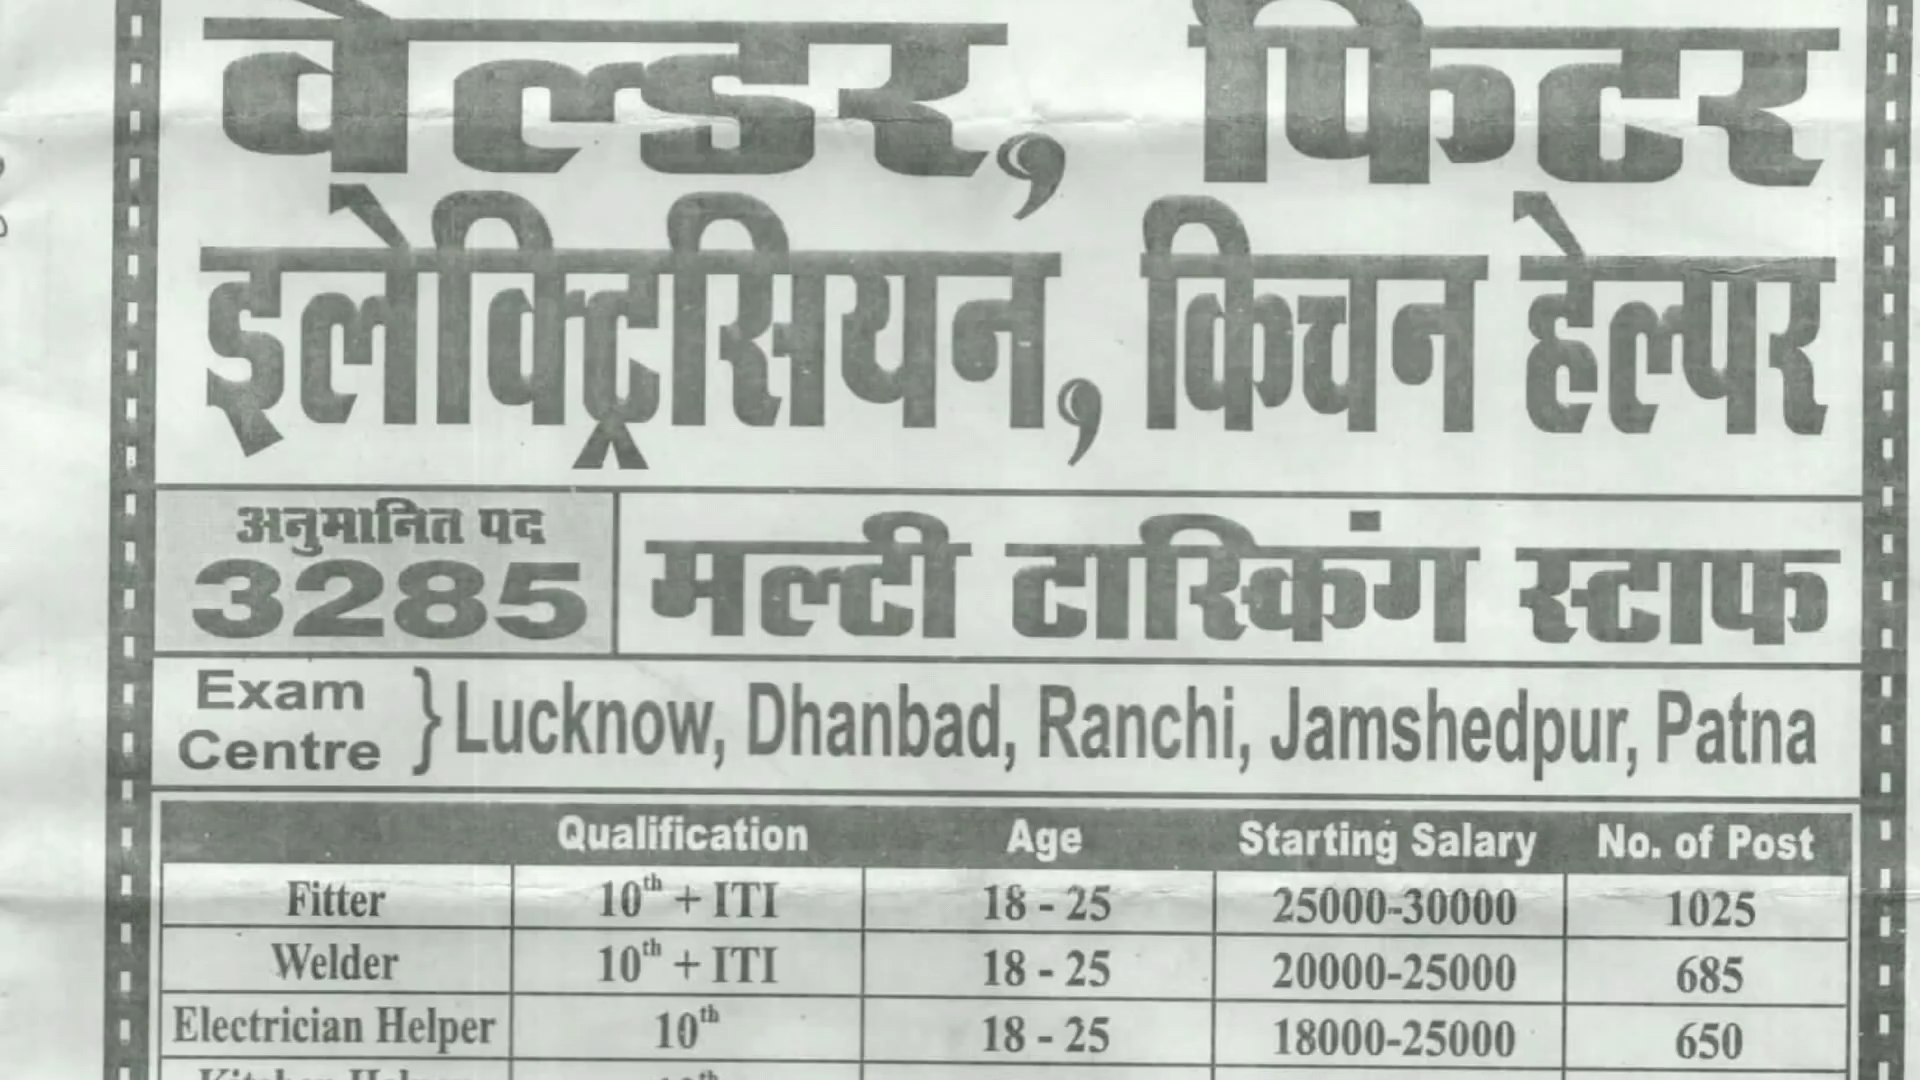 वेल्डर, फिटर
इलेक्ट्रिसियन, किचन हेल्पर
अनुमानित पद
3285
मल्टी टास्किंग स्टाफ
Exam Centre } Lucknow, Dhanbad, Ranchi, Jamshedpur, Patna
Qualification Age Starting Salary No. of Post
Fitter 10th + ITI 18 - 25 25000-30000 1025
Welder 10th + ITI 18 - 25 20000-25000 685
Electrician Helper 10th 18 - 25 18000-25000 650